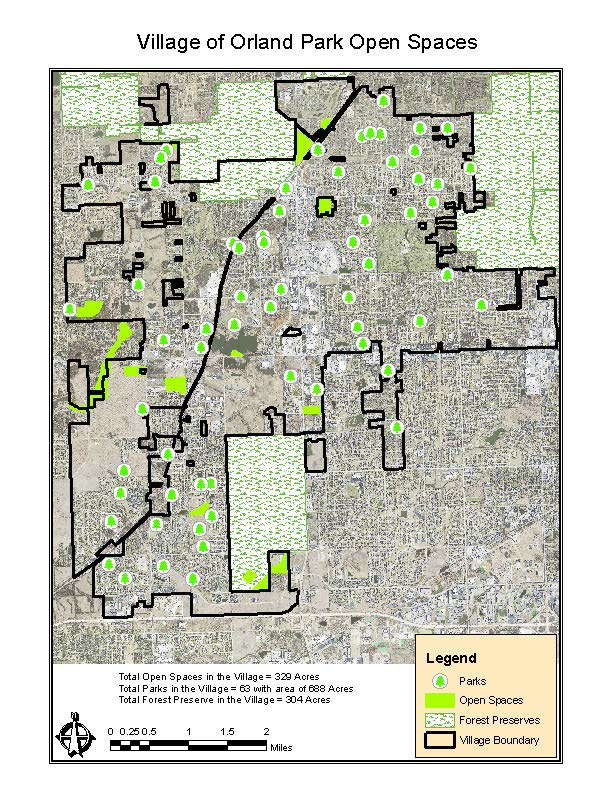 Village of Orland Park Open Spaces
Legend
Parks
Open Spaces
Forest Preserves
Village Boundary
Total Open Spaces in the Village = 329 Acres
Total Parks in the Village = 63 with area of 688 Acres
Total Forest Preserve in the Village = 304 Acres
0 0.25 0.5 1 1.5 2
Miles